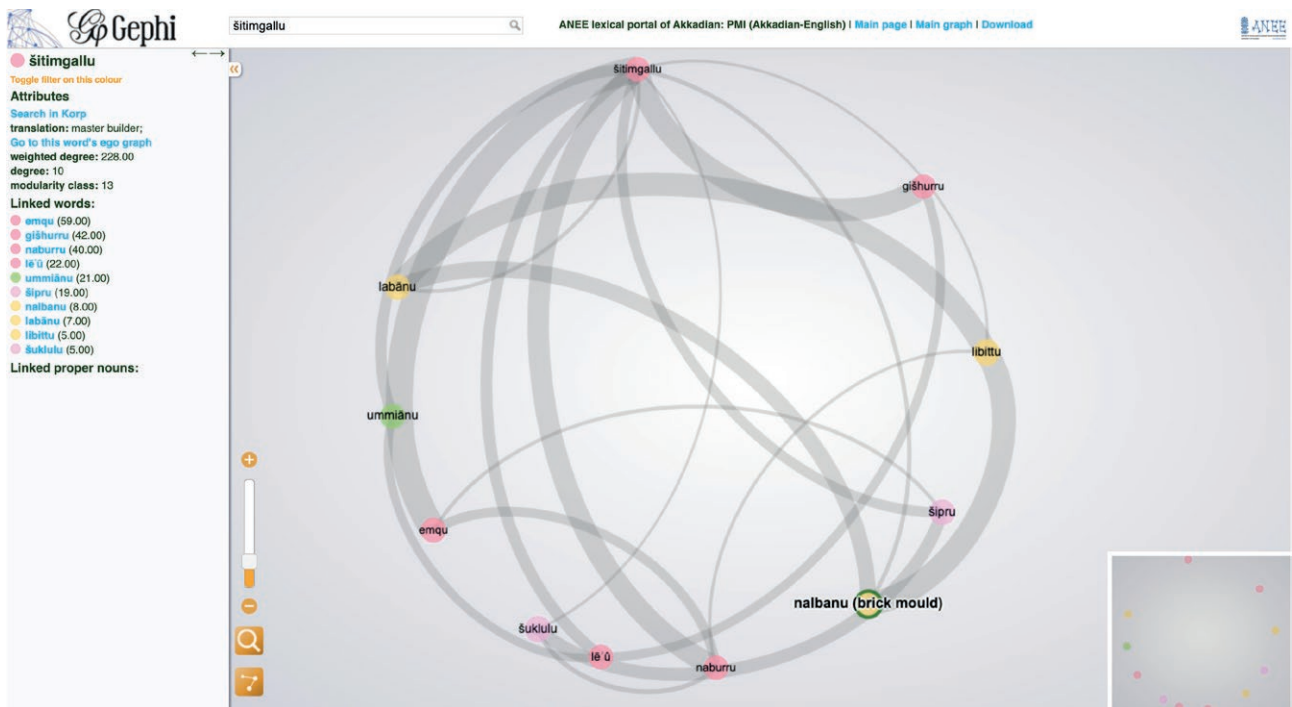 Gephi
šitimgallu
ANEE lexical portal of Akkadian: PMI (Akkadian-English) | Main page | Main graph | Download
ANEE
šitimgallu
Toggle filter on this colour
Attributes
Search in Korp
translation: master builder;
Go to this word's ego graph
weighted degree: 228.00
degree: 10
modularity class: 13
Linked words:
emqu (59.00)
gišhurru (42.00)
naburru (40.00)
lē'û (22.00)
ummiānu (21.00)
šipru (19.00)
nalbanu (8.00)
labānu (7.00)
libittu (5.00)
šuklulu (5.00)
Linked proper nouns:
šitimgallu
gišhurru
labānu
libittu
ummiānu
šipru
emqu
nalbanu (brick mould)
šuklulu
lē'û
naburru